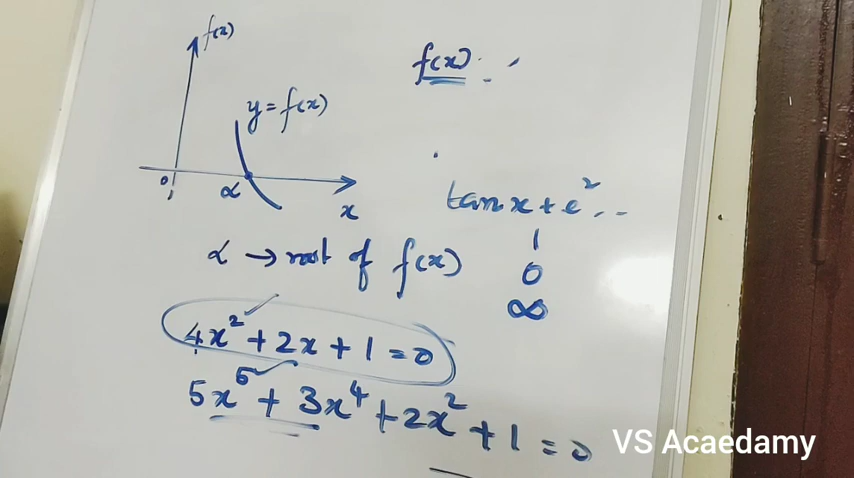 f(x)
f(x):
y = f(x)
0
α
x
tan x + e²..
1
0
∞
α → root of f(x)
4x² + 2x + 1 = 0
5x⁵ + 3x⁴ + 2x² + 1 = 0
VS Acaedamy